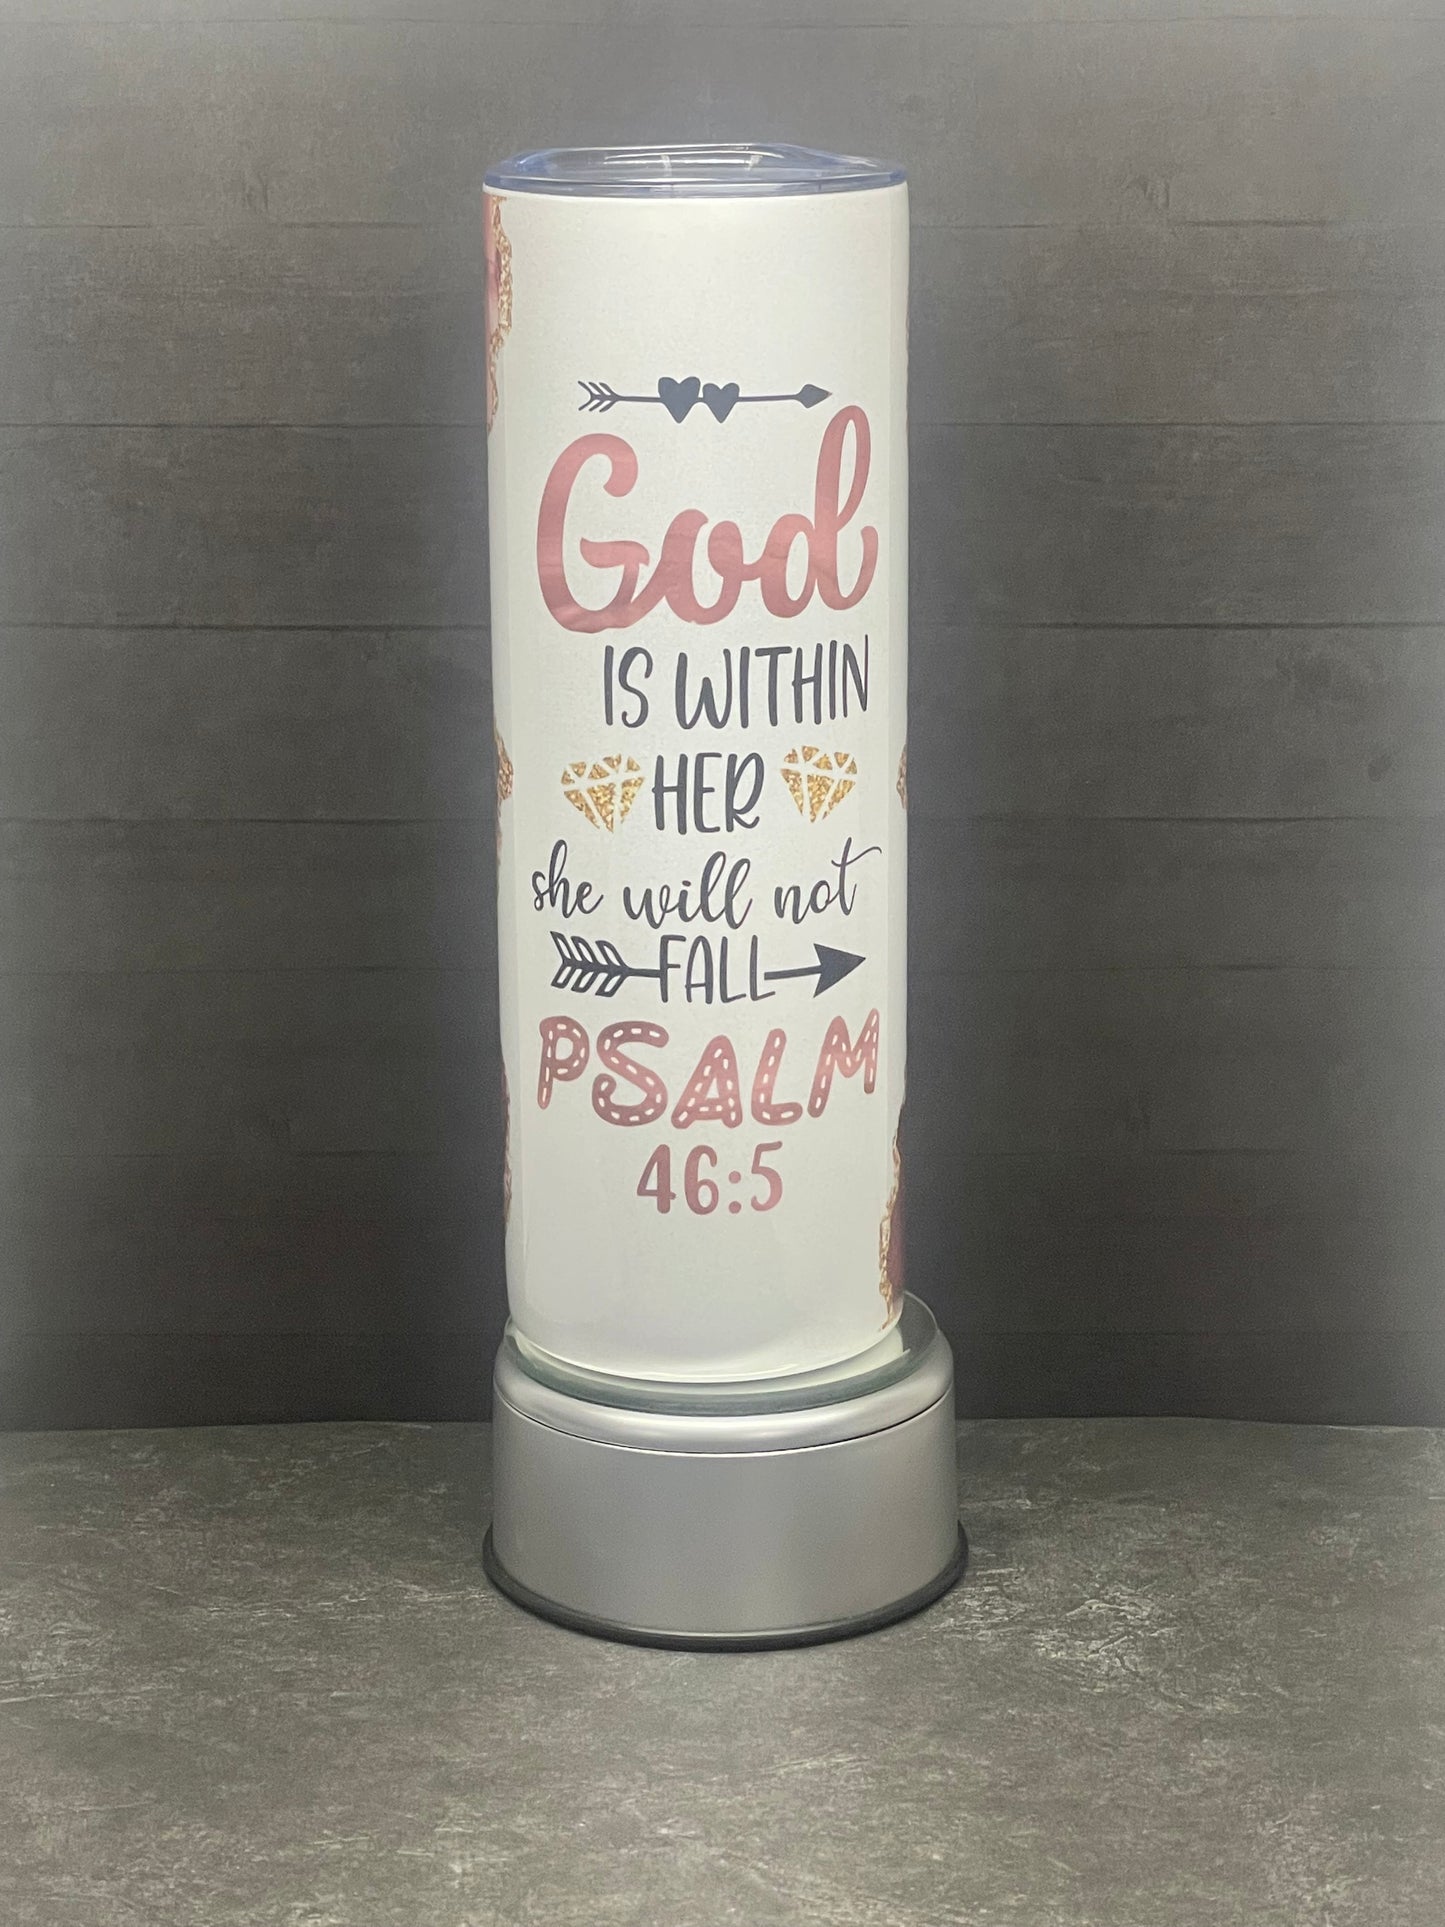 God
IS WITHIN
HER
she will not
FALL
PSALM
46:5